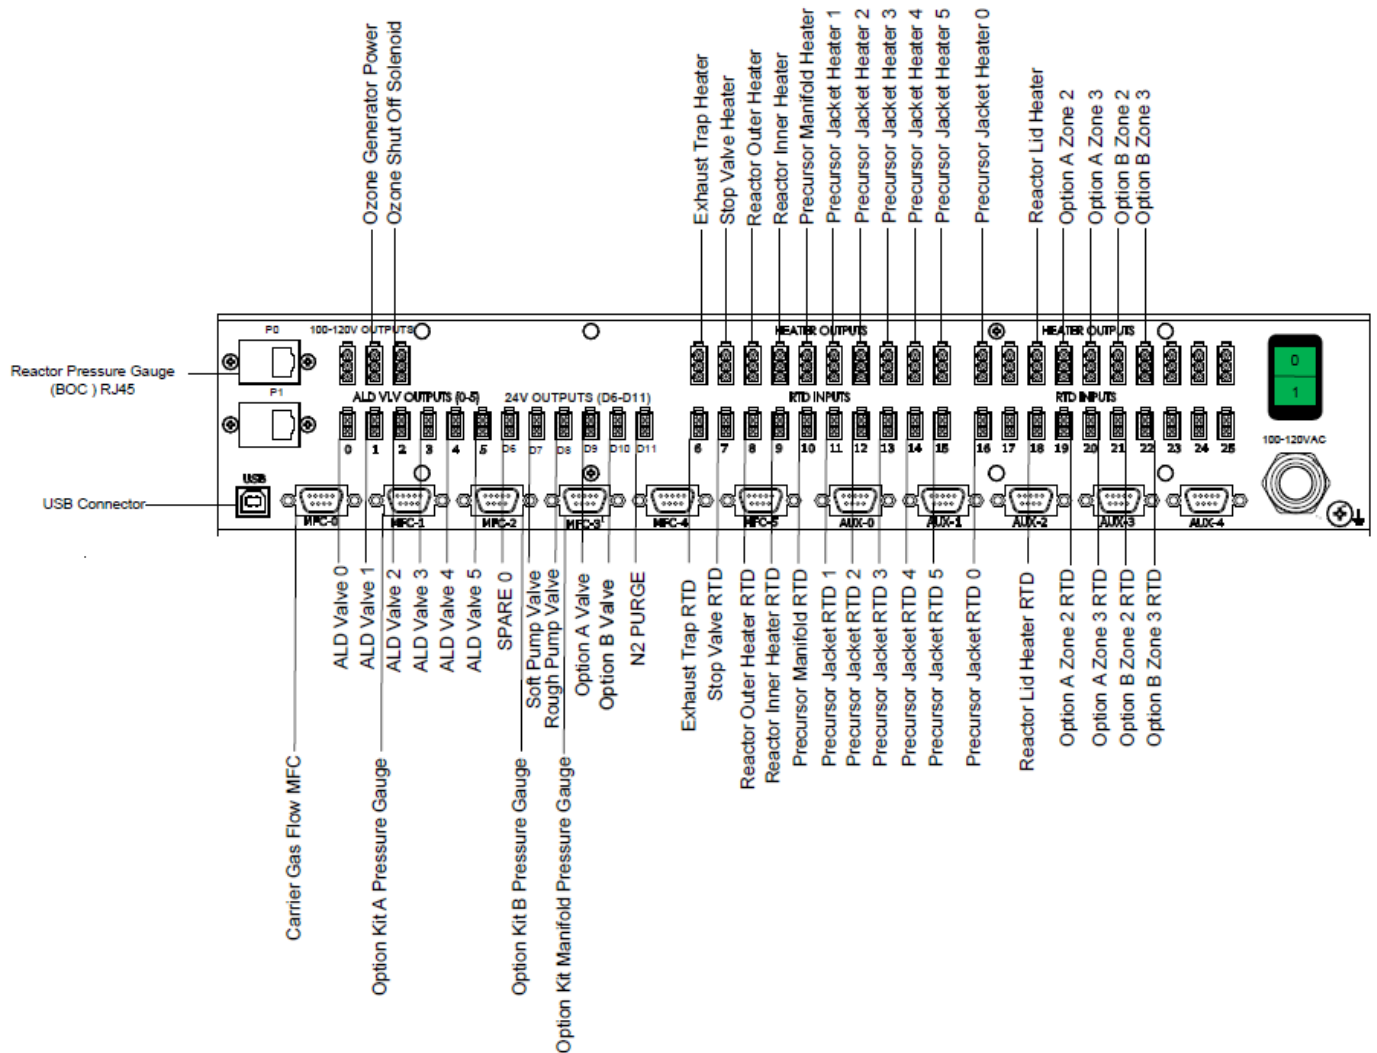 Ozone Generator Power
Ozone Shut Off Solenoid
Exhaust Trap Heater
Stop Valve Heater
Reactor Outer Heater
Reactor Inner Heater
Precursor Manifold Heater
Precursor Jacket Heater 1
Precursor Jacket Heater 2
Precursor Jacket Heater 3
Precursor Jacket Heater 4
Precursor Jacket Heater 5
Precursor Jacket Heater 0
Reactor Lid Heater
Option A Zone 2
Option A Zone 3
Option B Zone 2
Option B Zone 3
P0
100-120V OUTPUTS
HEATER OUTPUTS
HEATER OUTPUTS
0
1
Reactor Pressure Gauge
(BOC ) RJ45
P1
ALD VLV OUTPUTS (0-5)
24V OUTPUTS (D6-D11)
RTD INPUTS
RTD INPUTS
0 1 2 3 4 5 D6 D7 D8 D9 D10 D11
6 7 8 9 10 11 12 13 14 15
16 17 18 19 20 21 22 23 24 25
100-120VAC
USB
USB Connector
MFC-0
MFC-1
MFC-2
MFC-3
MFC-4
MFC-5
AUX-0
AUX-1
AUX-2
AUX-3
AUX-4
Carrier Gas Flow MFC
ALD Valve 0
ALD Valve 1
Option Kit A Pressure Gauge
ALD Valve 2
ALD Valve 3
ALD Valve 4
ALD Valve 5
SPARE 0
Option Kit B Pressure Gauge
Soft Pump Valve
Rough Pump Valve
Option Kit Manifold Pressure Gauge
Option A Valve
Option B Valve
N2 PURGE
Exhaust Trap RTD
Stop Valve RTD
Reactor Outer Heater RTD
Reactor Inner Heater RTD
Precursor Manifold RTD
Precursor Jacket RTD 1
Precursor Jacket RTD 2
Precursor Jacket RTD 3
Precursor Jacket RTD 4
Precursor Jacket RTD 5
Precursor Jacket RTD 0
Reactor Lid Heater RTD
Option A Zone 2 RTD
Option A Zone 3 RTD
Option B Zone 2 RTD
Option B Zone 3 RTD